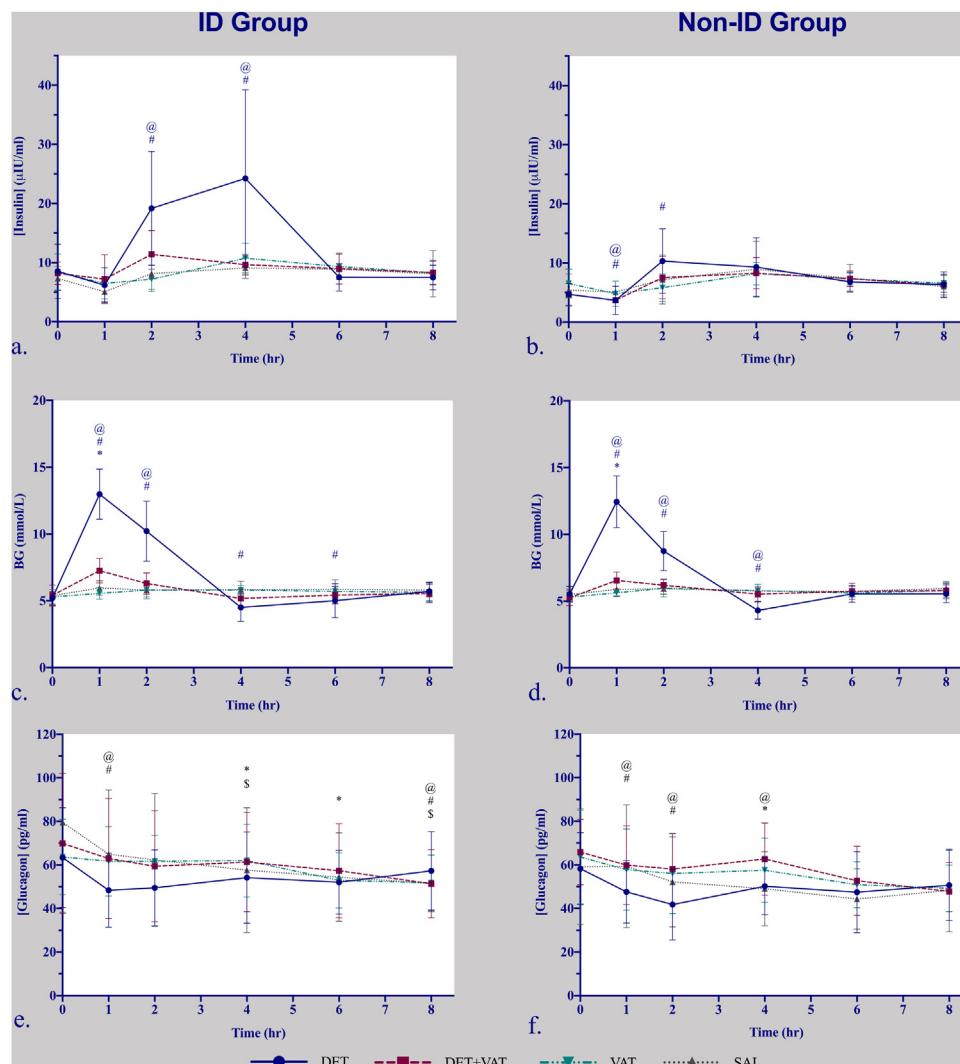 ID Group
Non-ID Group
[Insulin] (µIU/ml)
40
30
20
10
0
@
#
@
#
0 1 2 3 4 5 6 7 8
a.
Time (hr)
[Insulin] (µIU/ml)
40
30
20
10
0
@
#
#
0 1 2 3 4 5 6 7 8
b.
Time (hr)
BG (mmol/L)
20
15
10
5
0
@
#
*
@
#
#
#
0 1 2 3 4 5 6 7 8
c.
Time (hr)
BG (mmol/L)
20
15
10
5
0
@
#
*
@
#
@
#
0 1 2 3 4 5 6 7 8
d.
Time (hr)
[Glucagon] (pg/ml)
120
100
80
60
40
20
0
@
#
*
$
*
@
#
$
0 1 2 3 4 5 6 7 8
e.
Time (hr)
[Glucagon] (pg/ml)
120
100
80
60
40
20
0
@
#
@
#
@
*
0 1 2 3 4 5 6 7 8
f.
Time (hr)
DET DET+VAT VAT SAL